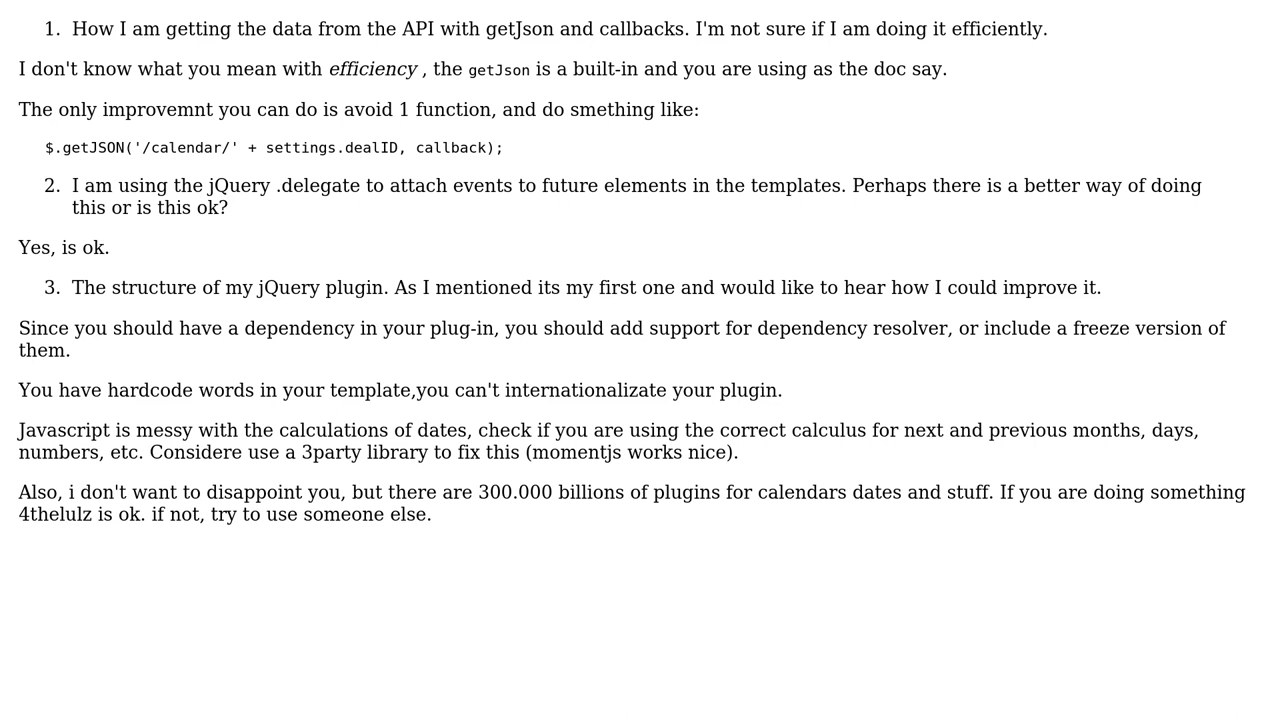 1. How I am getting the data from the API with getJson and callbacks. I'm not sure if I am doing it efficiently.
I don't know what you mean with efficiency , the getJson is a built-in and you are using as the doc say.
The only improvemnt you can do is avoid 1 function, and do smething like:
$.getJSON('/calendar/' + settings.dealID, callback);
2. I am using the jQuery .delegate to attach events to future elements in the templates. Perhaps there is a better way of doing
this or is this ok?
Yes, is ok.
3. The structure of my jQuery plugin. As I mentioned its my first one and would like to hear how I could improve it.
Since you should have a dependency in your plug-in, you should add support for dependency resolver, or include a freeze version of
them.
You have hardcode words in your template,you can't internationalizate your plugin.
Javascript is messy with the calculations of dates, check if you are using the correct calculus for next and previous months, days,
numbers, etc. Considere use a 3party library to fix this (momentjs works nice).
Also, i don't want to disappoint you, but there are 300.000 billions of plugins for calendars dates and stuff. If you are doing something
4thelulz is ok. if not, try to use someone else.